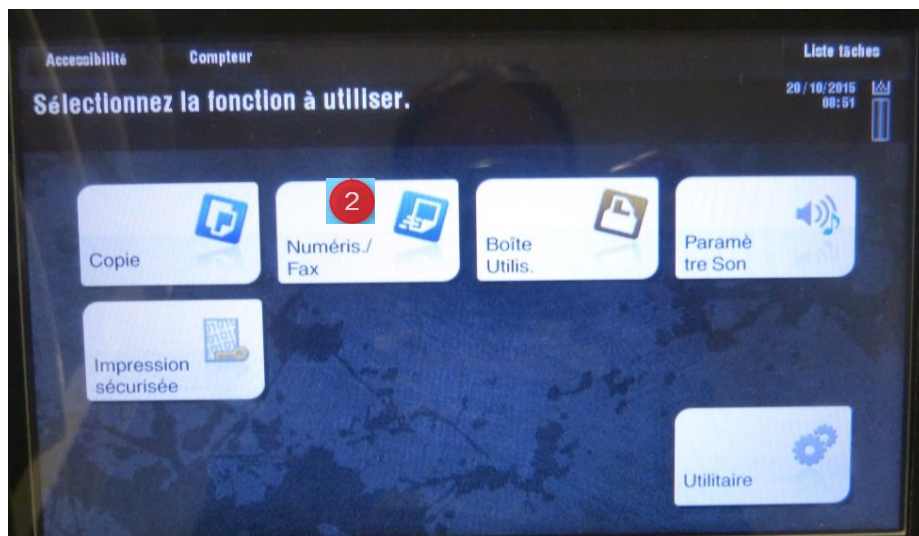 Accessibilité Compteur Liste tâches
Sélectionnez la fonction à utiliser.
20/10/2015
08:51
2
Copie
Numéris./
Fax
Boîte
Utilis.
Paramè
tre Son
Impression
sécurisée
Utilitaire